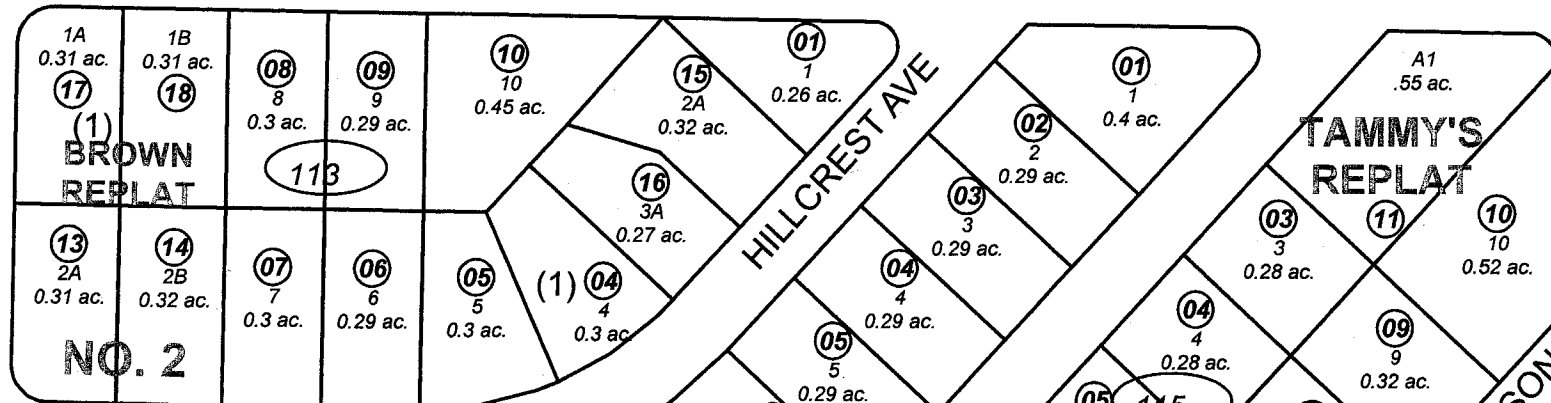 1A
0.31 ac.
17
(1)
1B
0.31 ac.
18
BROWN
REPLAT
08
8
0.3 ac.
09
9
0.29 ac.
113
10
10
0.45 ac.
15
2A
0.32 ac.
01
1
0.26 ac.
16
3A
0.27 ac.
13
2A
0.31 ac.
14
2B
0.32 ac.
NO. 2
07
7
0.3 ac.
06
6
0.29 ac.
05
5
0.3 ac.
(1)
04
4
0.3 ac.
HILLCREST AVE
01
1
0.4 ac.
02
2
0.29 ac.
03
3
0.29 ac.
04
4
0.29 ac.
05
5
0.29 ac.
A1
.55 ac.
TAMMY'S
REPLAT
11
10
10
0.52 ac.
03
3
0.28 ac.
04
4
0.28 ac.
09
9
0.32 ac.
05